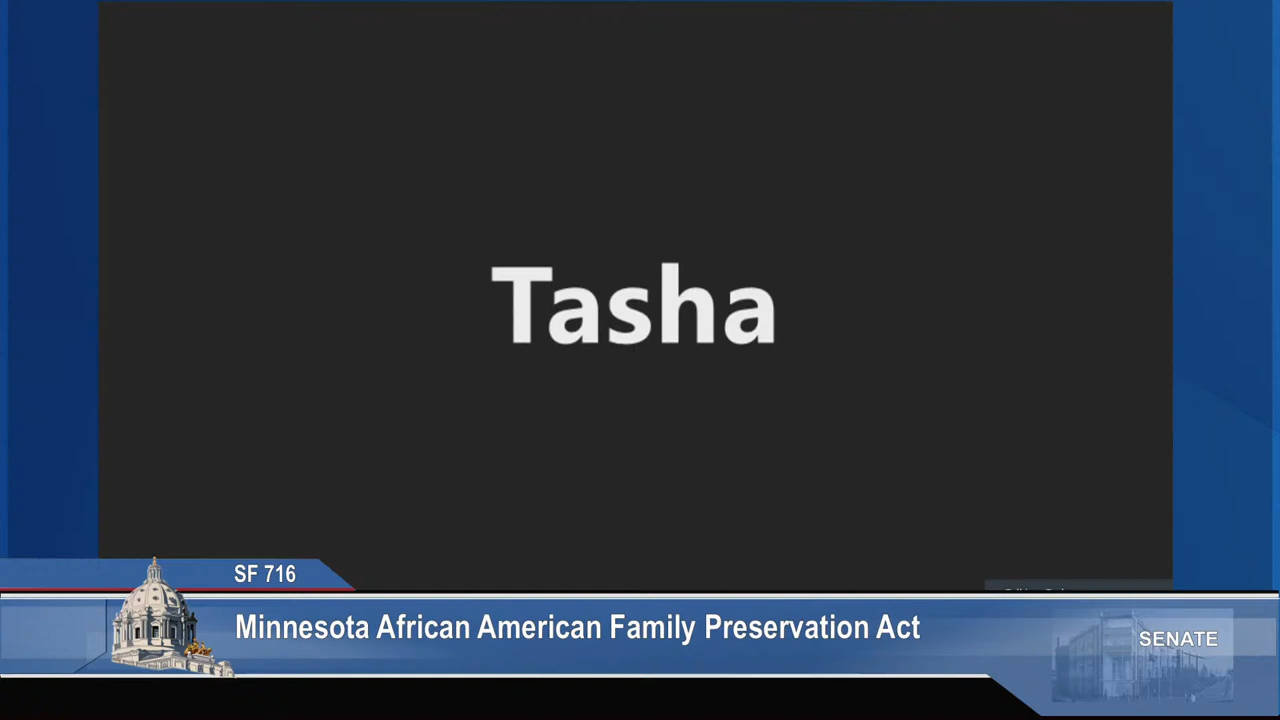 Tasha
SF 716
Minnesota African American Family Preservation Act
SENATE